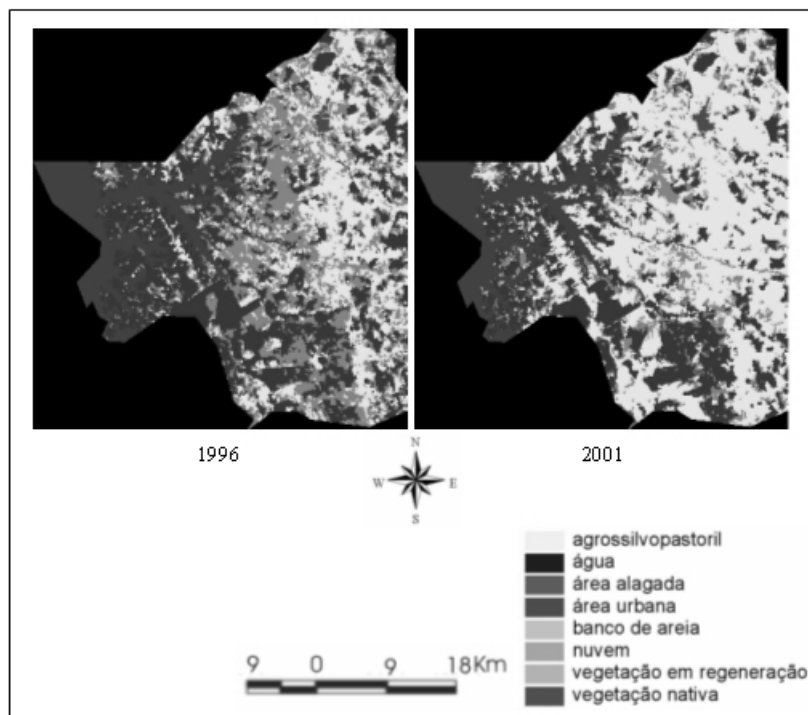 1996
2001
N
W
E
S
agrossilvopastoril
água
área alagada
área urbana
banco de areia
nuvem
vegetação em regeneração
vegetação nativa
9 0 9 18Km